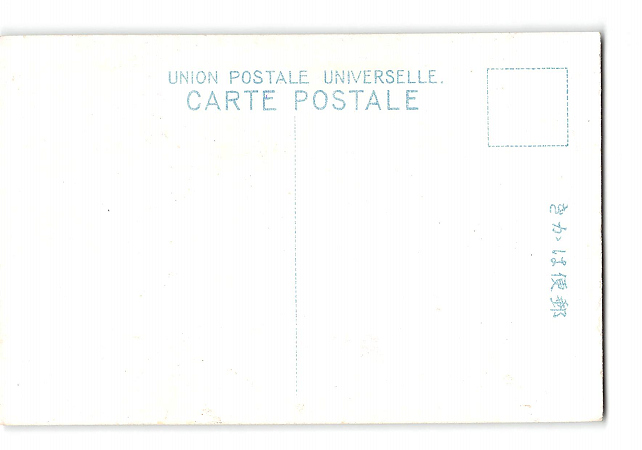 UNION POSTALE UNIVERSELLE.
CARTE POSTALE
郵便はかき